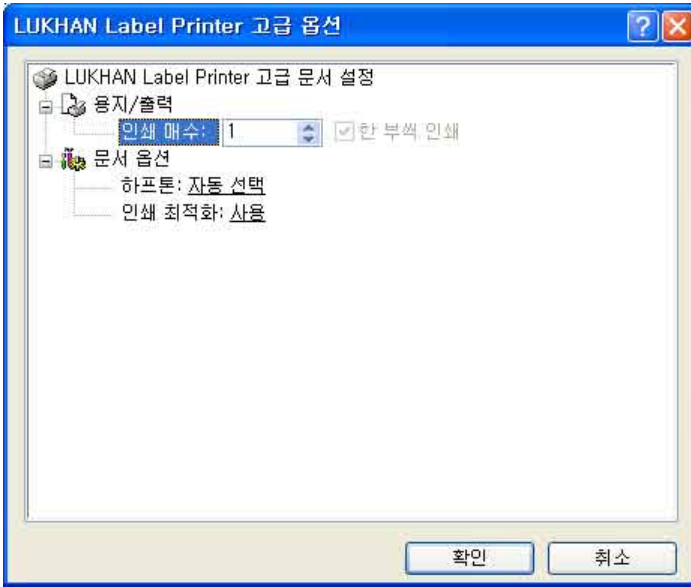 LUKHAN Label Printer 고급 옵션
LUKHAN Label Printer 고급 문서 설정
용지/출력
인쇄 매수: 1 한 부씩 인쇄
문서 옵션
하프톤: 자동 선택
인쇄 최적화: 사용
확인 취소